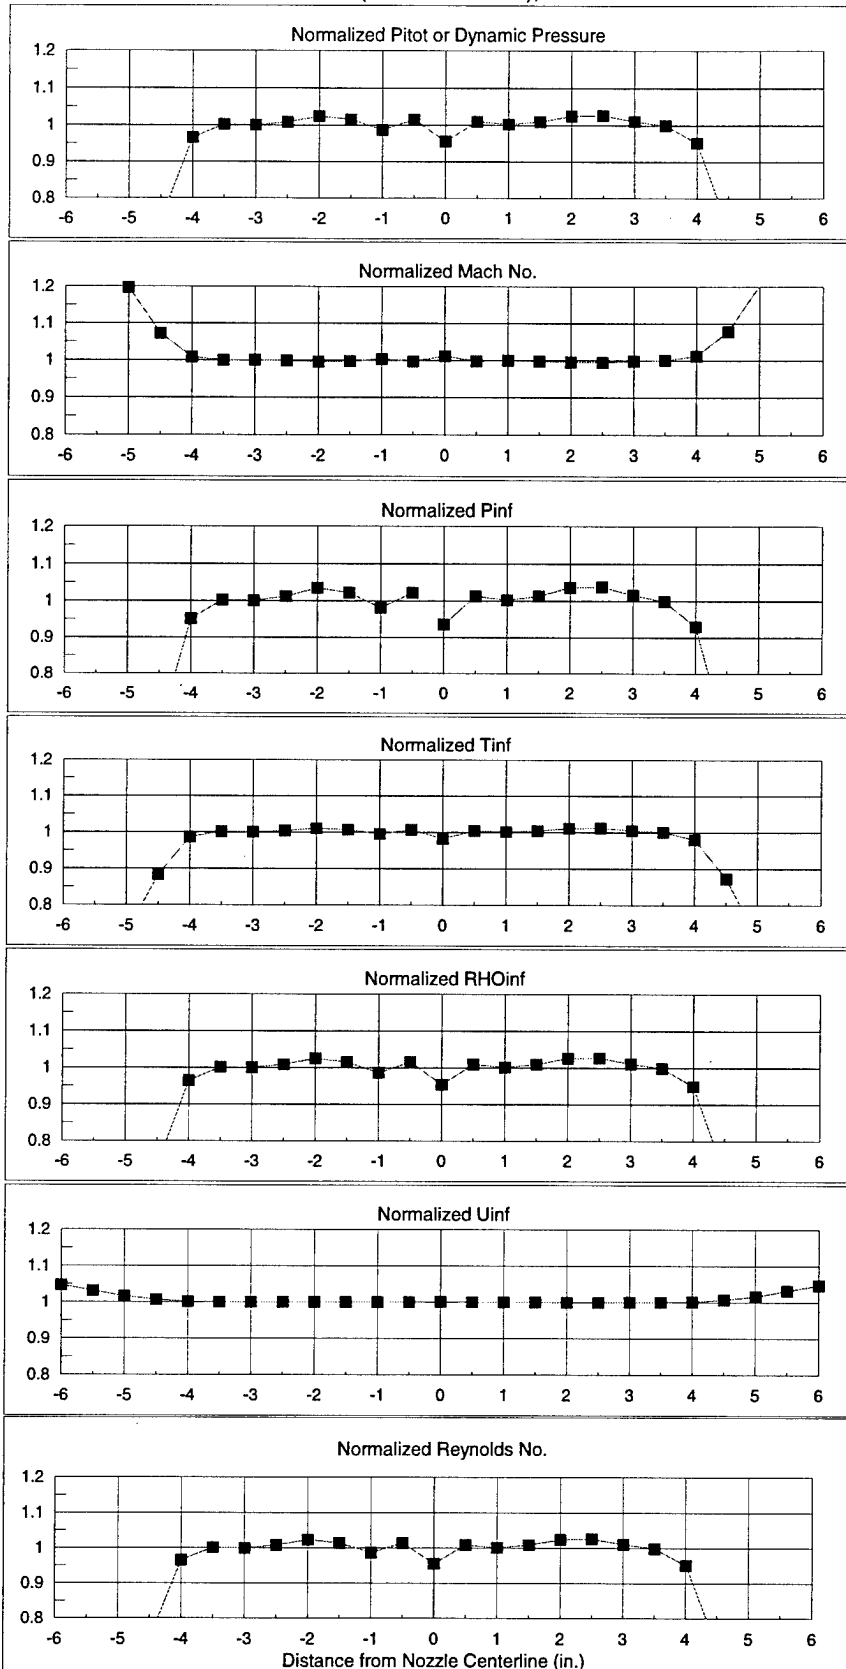 Normalized Pitot or Dynamic Pressure
1.2
1.1
1
0.9
0.8
-6 -5 -4 -3 -2 -1 0 1 2 3 4 5 6
Normalized Mach No.
1.2
1.1
1
0.9
0.8
-6 -5 -4 -3 -2 -1 0 1 2 3 4 5 6
Normalized Pinf
1.2
1.1
1
0.9
0.8
-6 -5 -4 -3 -2 -1 0 1 2 3 4 5 6
Normalized Tinf
1.2
1.1
1
0.9
0.8
-6 -5 -4 -3 -2 -1 0 1 2 3 4 5 6
Normalized RHOinf
1.2
1.1
1
0.9
0.8
-6 -5 -4 -3 -2 -1 0 1 2 3 4 5 6
Normalized Uinf
1.2
1.1
1
0.9
0.8
-6 -5 -4 -3 -2 -1 0 1 2 3 4 5 6
Normalized Reynolds No.
1.2
1.1
1
0.9
0.8
-6 -5 -4 -3 -2 -1 0 1 2 3 4 5 6
Distance from Nozzle Centerline (in.)